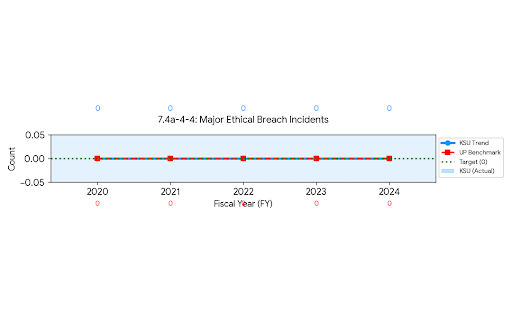 0 0 0 0 0
7.4a-4-4: Major Ethical Breach Incidents
0.05
0.00
−0.05
Count
2020 2021 2022 2023 2024
0 0 0 0 0
Fiscal Year (FY)
KSU Trend
UP Benchmark
Target (0)
KSU (Actual)